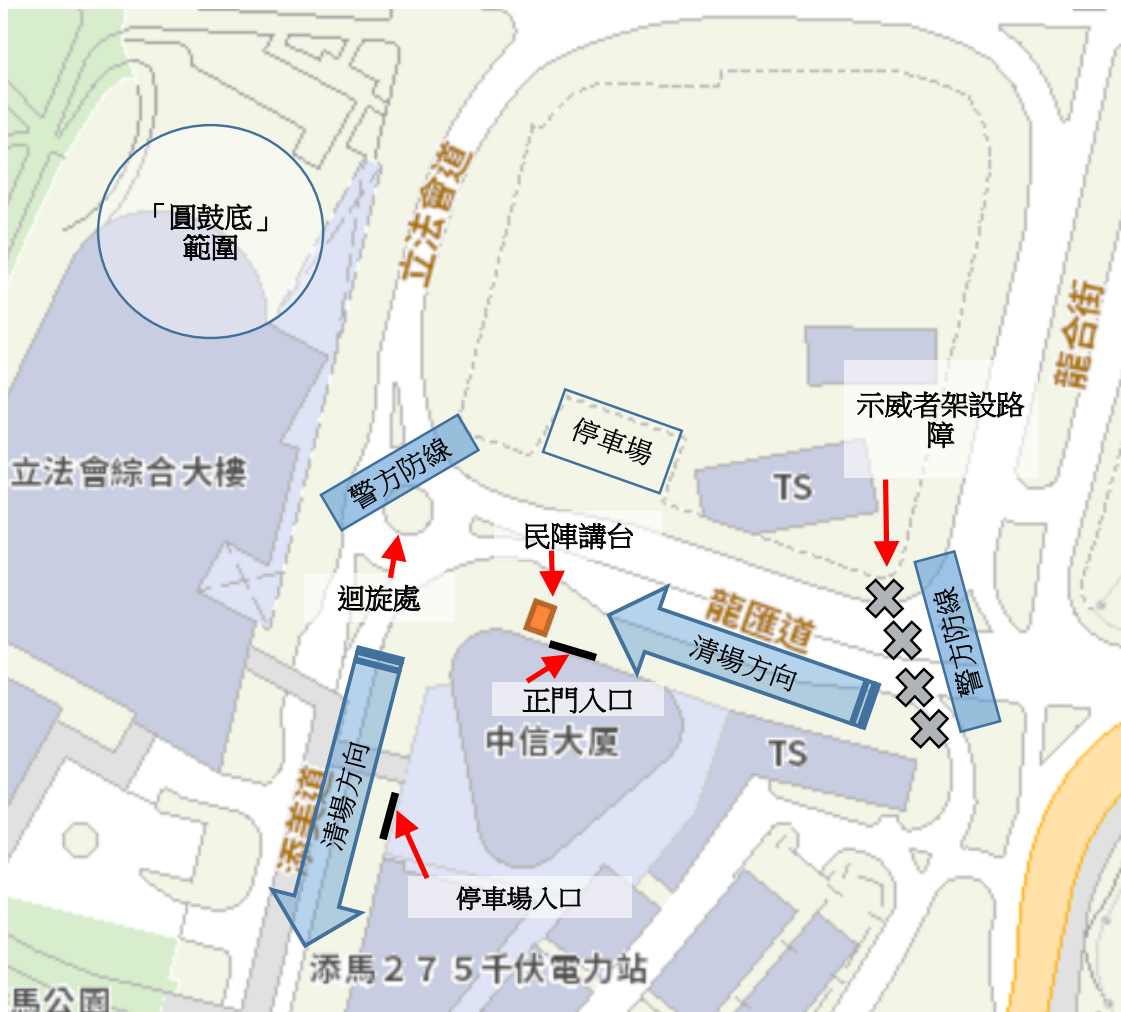 「圓鼓底」
範圍
立法會道
龍合街
示威者架設路
障
停車場
警方防線
立法會綜合大樓
TS
民陣講台
迴旋處
龍匯道
警方防線
清場方向
正門入口
中信大廈
TS
添美道
清場方向
停車場入口
添馬２７５千伏電力站
馬公園